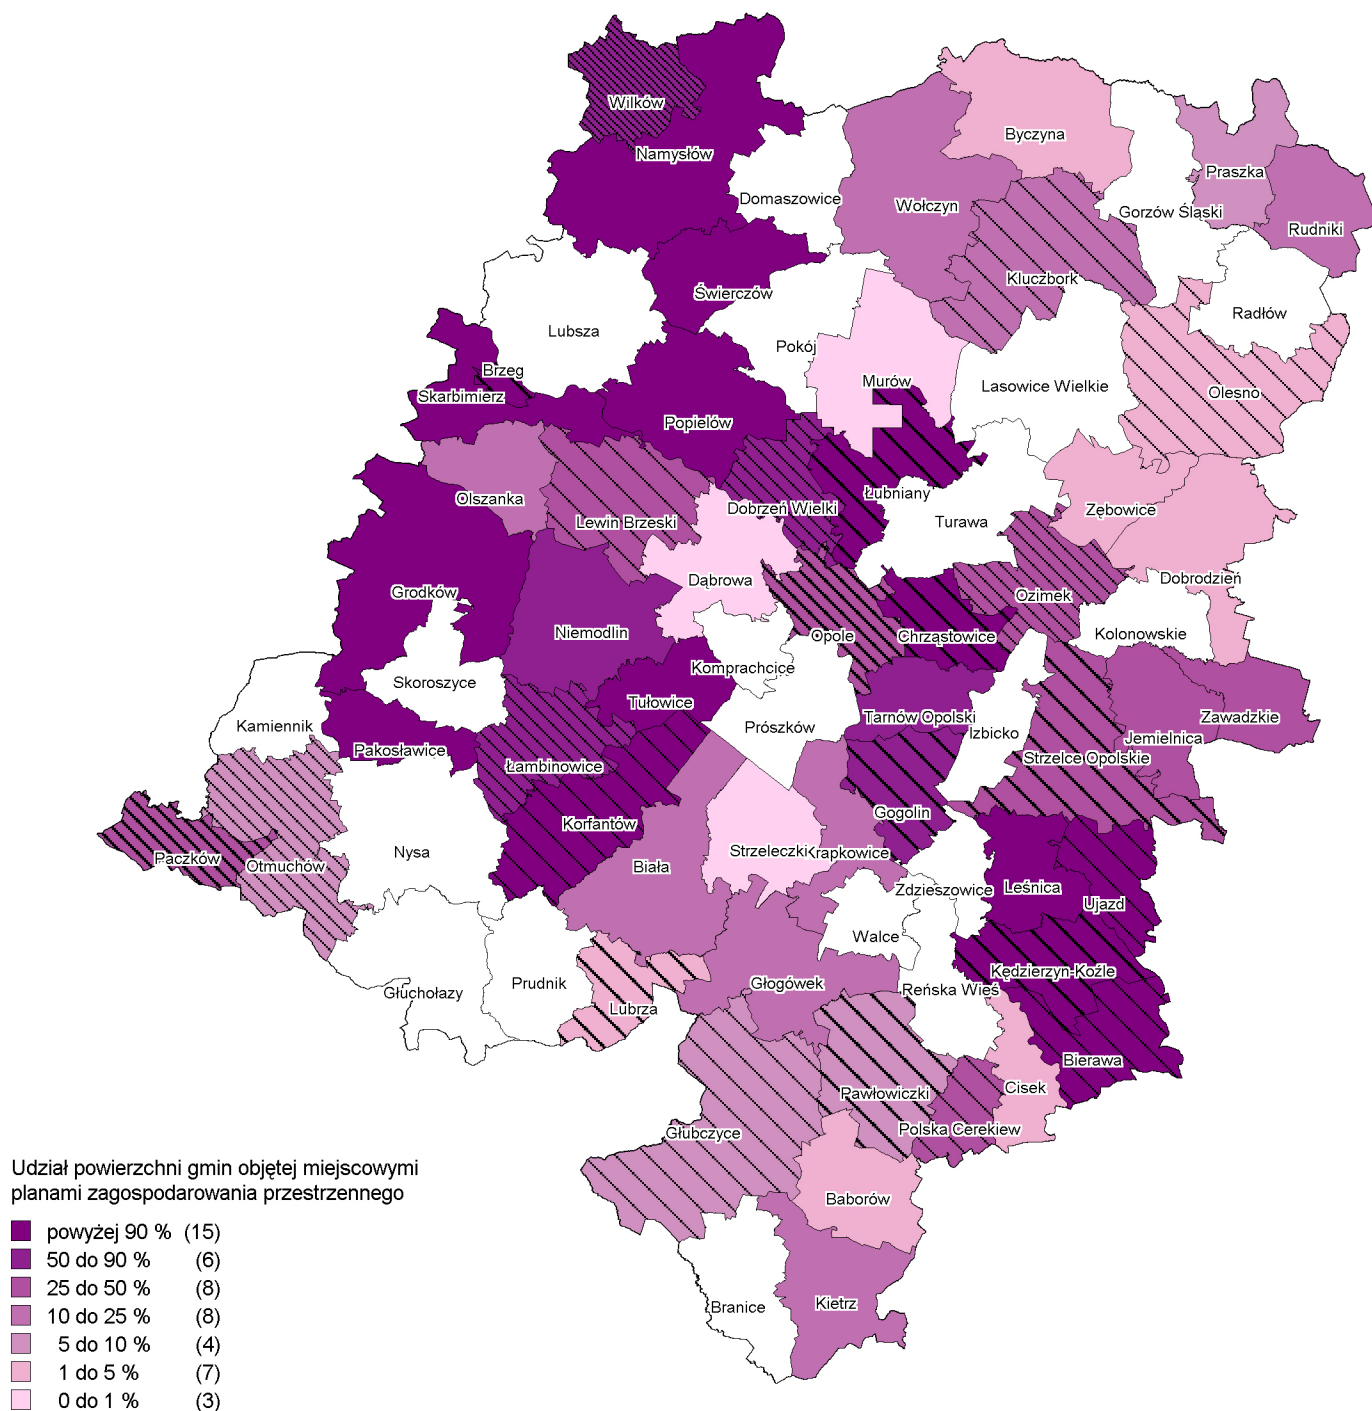 Wilków
Namysłów
Byczyna
Praszka
Domaszowice
Wołczyn
Gorzów Śląski
Rudniki
Kluczbork
Świerczów
Radłów
Lubsza
Pokój
Brzeg
Murów
Lasowice Wielkie
Olesno
Skarbimierz
Popielów
Olszanka
Łubniany
Dobrzeń Wielki
Zębowice
Lewin Brzeski
Turawa
Dąbrowa
Dobrodzień
Grodków
Ozimek
Niemodlin
Opole
Chrząstowice
Kolonowskie
Komprachcice
Skoroszyce
Tułowice
Tarnów Opolski
Zawadzkie
Kamiennik
Prószków
Izbicko
Jemielnica
Pakosławice
Strzelce Opolskie
Łambinowice
Gogolin
Korfantów
Nysa
Strzeleczki
Krapkowice
Paczków
Otmuchów
Biała
Zdzieszowice
Leśnica
Ujazd
Walce
Kędzierzyn-Koźle
Głuchołazy
Prudnik
Głogówek
Reńska Wieś
Lubrza
Bierawa
Cisek
Pawłowiczki
Głubczyce
Polska Cerekiew
Baborów
Branice
Kietrz
Udział powierzchni gmin objętej miejscowymi
planami zagospodarowania przestrzennego
powyżej 90 % (15)
50 do 90 % (6)
25 do 50 % (8)
10 do 25 % (8)
5 do 10 % (4)
1 do 5 % (7)
0 do 1 % (3)